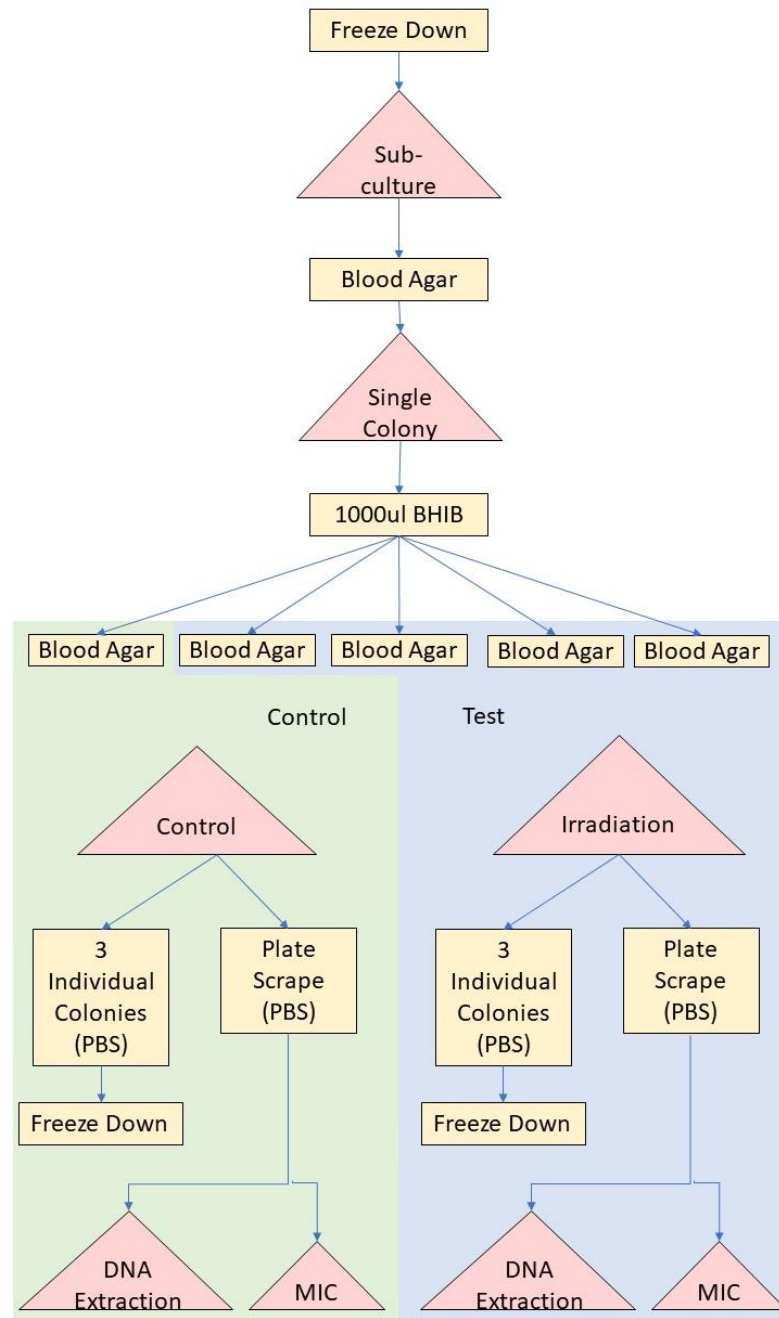 Freeze Down
Sub-
culture
Blood Agar
Single
Colony
1000ul BHIB
Blood Agar
Blood Agar
Blood Agar
Blood Agar
Blood Agar
Control
Test
Control
Irradiation
3
Individual
Colonies
(PBS)
Plate
Scrape
(PBS)
3
Individual
Colonies
(PBS)
Plate
Scrape
(PBS)
Freeze Down
Freeze Down
DNA
Extraction
MIC
DNA
Extraction
MIC